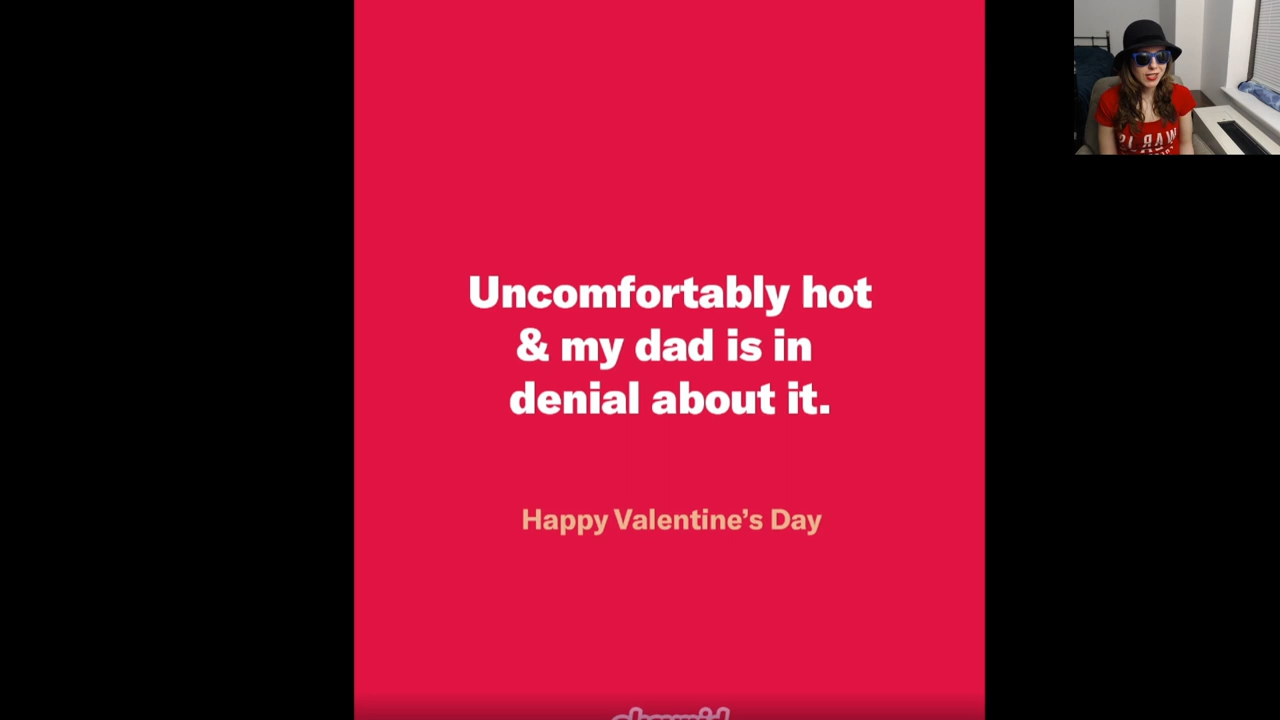 Uncomfortably hot
& my dad is in
denial about it.
Happy Valentine's Day